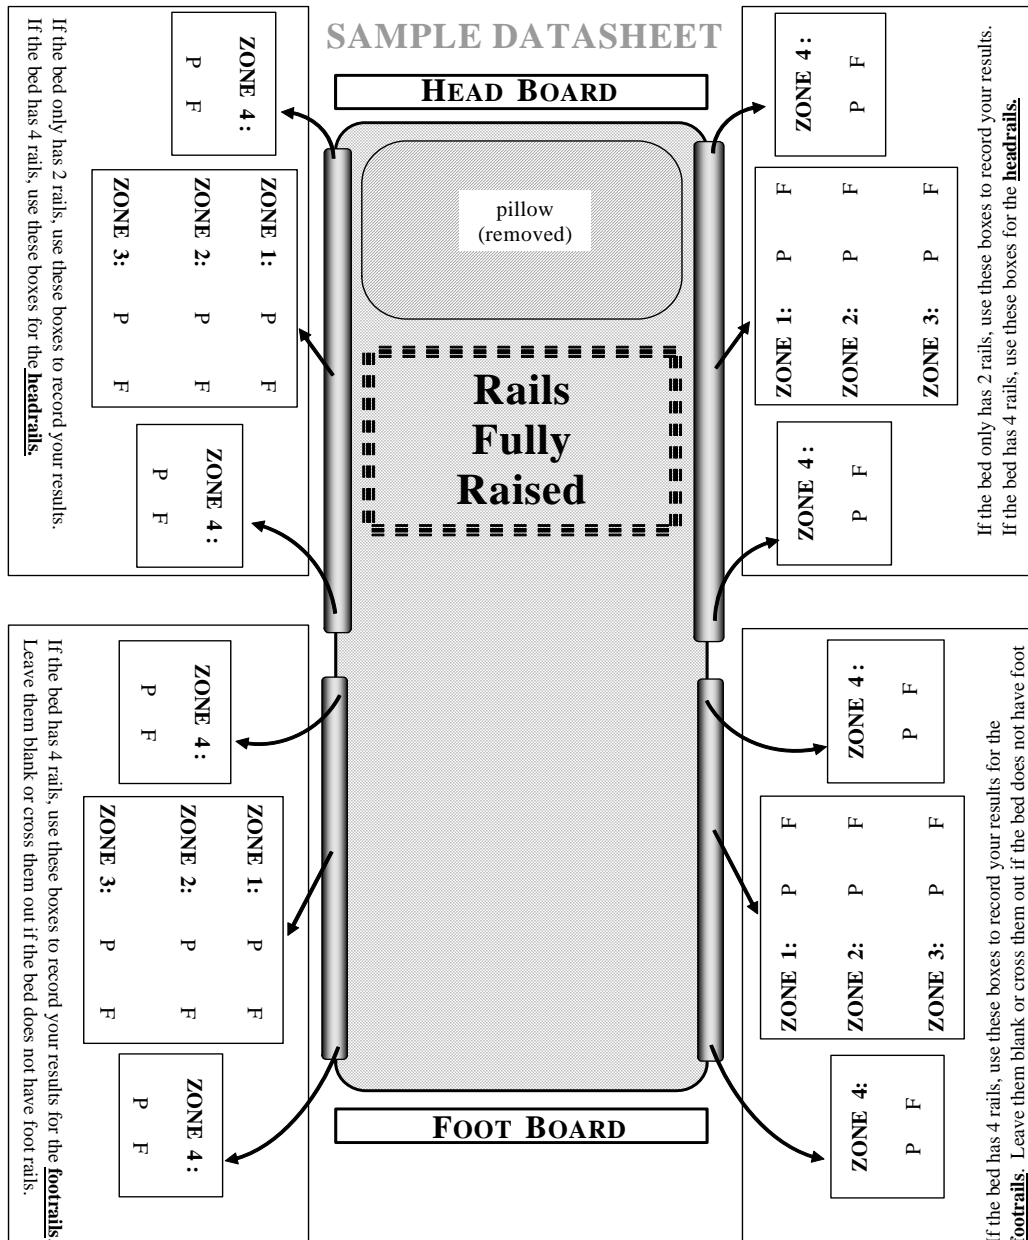 SAMPLE DATASHEET
HEAD BOARD
If the bed only has 2 rails, use these boxes to record your results.
If the bed has 4 rails, use these boxes for the headrails.
ZONE 4:
P F
ZONE 1: P F
ZONE 2: P F
ZONE 3: P F
ZONE 4:
P F
pillow
(removed)
Rails
Fully
Raised
If the bed only has 2 rails, use these boxes to record your results.
If the bed has 4 rails, use these boxes for the headrails.
ZONE 4:
P F
ZONE 1: P F
ZONE 2: P F
ZONE 3: P F
ZONE 4:
P F
If the bed has 4 rails, use these boxes to record your results for the footrails.
Leave them blank or cross them out if the bed does not have foot rails.
ZONE 4:
P F
ZONE 1: P F
ZONE 2: P F
ZONE 3: P F
ZONE 4:
P F
If the bed has 4 rails, use these boxes to record your results for the
footrails. Leave them blank or cross them out if the bed does not have foot
ZONE 4:
P F
ZONE 1: P F
ZONE 2: P F
ZONE 3: P F
ZONE 4:
P F
FOOT BOARD